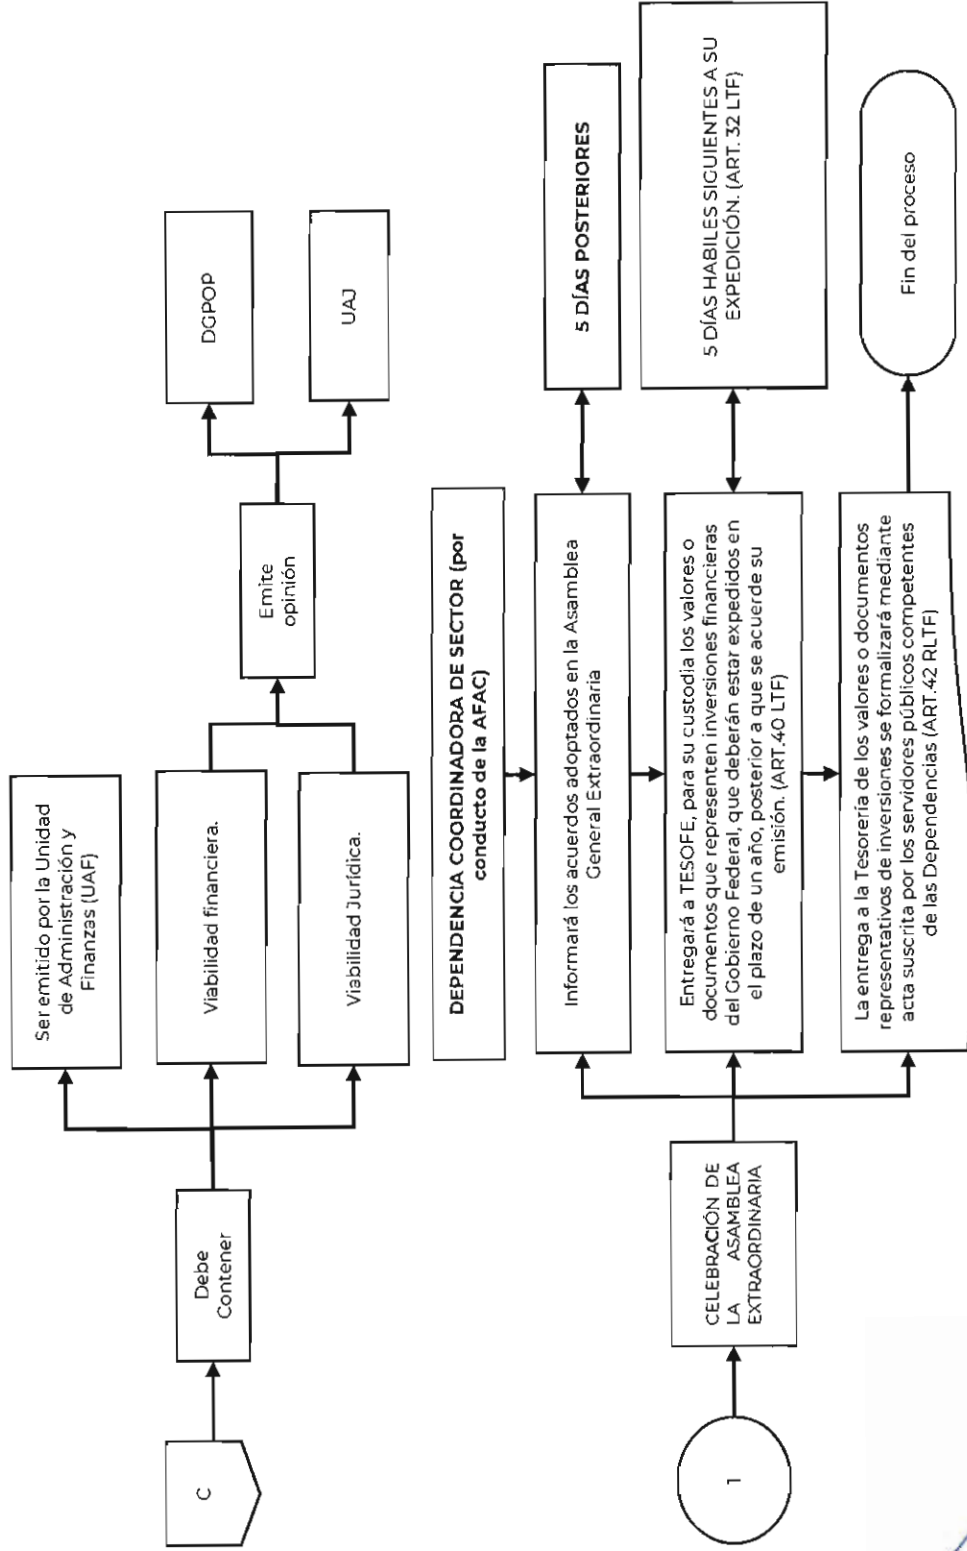 C
Debe
Contener
Ser emitido por la Unidad
de Administración y
Finanzas (UAF)
Viabilidad financiera.
Viabilidad Jurídica.
Emite
opinión
DGPOP
UAJ
1
CELEBRACIÓN DE
LA ASAMBLEA
EXTRAORDINARIA
DEPENDENCIA COORDINADORA DE SECTOR (por
conducto de la AFAC)
Informará los acuerdos adoptados en la Asamblea
General Extraordinaria
5 DÍAS POSTERIORES
Entregará a TESOFE, para su custodia los valores o
documentos que representen inversiones financieras
del Gobierno Federal, que deberán estar expedidos en
el plazo de un año, posterior a que se acuerde su
emisión. (ART.40 LTF)
5 DÍAS HABILES SIGUIENTES A SU
EXPEDICIÓN. (ART. 32 LTF)
La entrega a la Tesorería de los valores o documentos
representativos de inversiones se formalizará mediante
acta suscrita por los servidores públicos competentes
de las Dependencias (ART.42 RLTF)
Fin del proceso